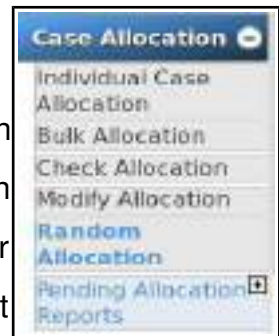 Case Allocation
Individual Case
Allocation
n
Bulk Allocation
Check Allocation
n
Modify Allocation
r
Random
Allocation
t
Pending Allocation
Reports